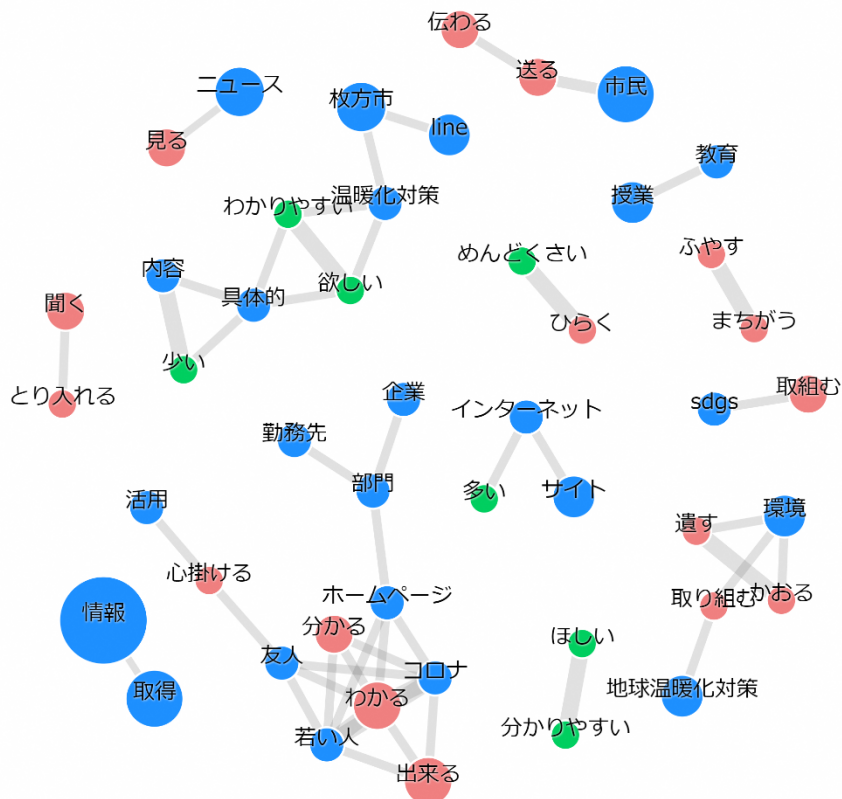 伝わる
送る
市民
ニュース
枚方市
line
見る
教育
授業
わかりやすい
温暖化対策
めんどくさい
ふやす
内容
具体的
欲しい
聞く
ひらく
まちがう
少い
とり入れる
企業
インターネット
sdgs
取組む
勤務先
部門
多い
サイト
活用
遺す
環境
心掛ける
ホームページ
取り組む
かおる
情報
分かる
ほしい
友人
コロナ
取得
わかる
地球温暖化対策
若い人
分かりやすい
出来る